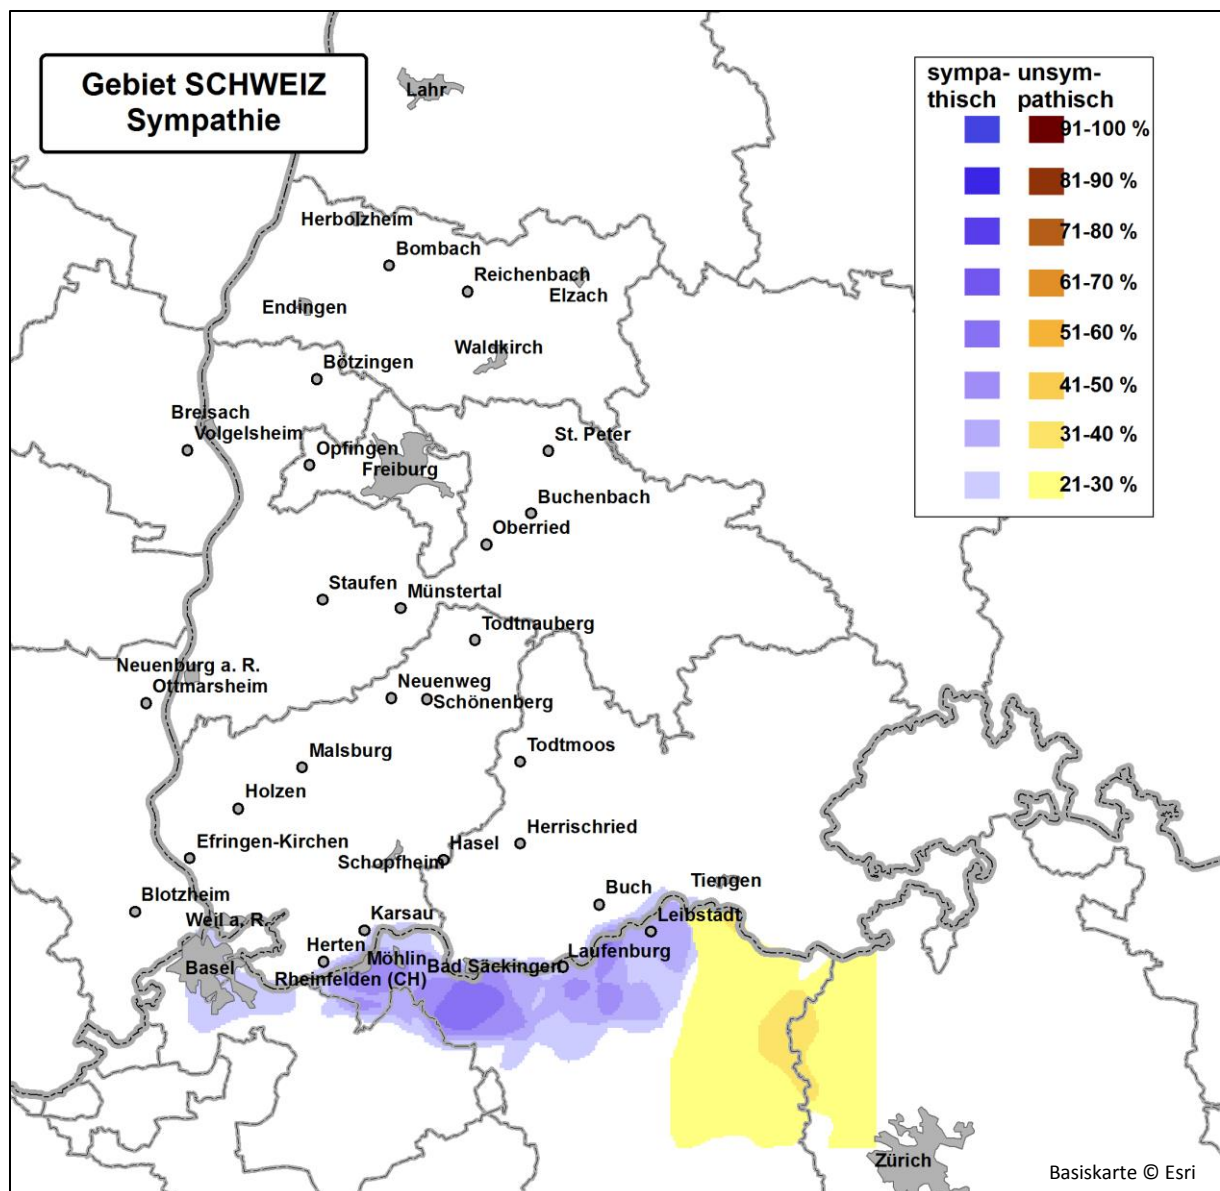 Gebiet SCHWEIZ
Sympathie
sympa- unsym-
thisch pathisch
91-100 %
81-90 %
71-80 %
61-70 %
51-60 %
41-50 %
31-40 %
21-30 %
Lahr
Herbolzheim
Bombach
Reichenbach
Elzach
Endingen
Waldkirch
Bötzingen
Breisach
Volgelsheim
Opfingen
Freiburg
St. Peter
Buchenbach
Oberried
Staufen
Münstertal
Todtnauberg
Neuenburg a. R.
Ottmarsheim
Neuenweg
Schönenberg
Todtmoos
Malsburg
Holzen
Efringen-Kirchen
Schopfheim
Hasel
Herrischried
Blotzheim
Weil a. R.
Karsau
Buch
Tiengen
Leibstadt
Herten
Möhlin
Laufenburg
Basel
Bad Säckingen
Rheinfelden (CH)
Zürich
Basiskarte © Esri